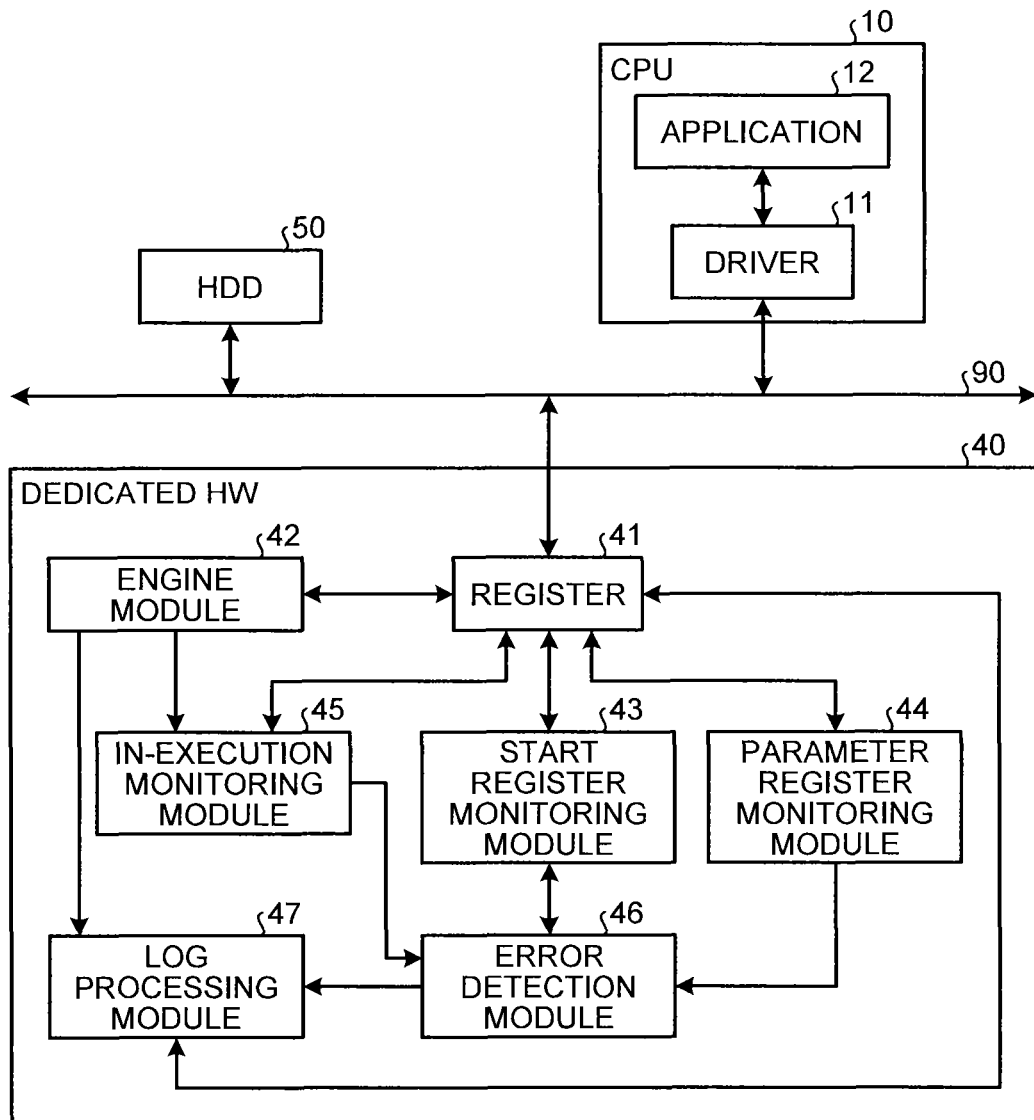 10
CPU
12
APPLICATION
11
DRIVER
50
HDD
90
40
DEDICATED HW
42
ENGINE
MODULE
41
REGISTER
45
IN-EXECUTION
MONITORING
MODULE
43
START
REGISTER
MONITORING
MODULE
44
PARAMETER
REGISTER
MONITORING
MODULE
47
LOG
PROCESSING
MODULE
46
ERROR
DETECTION
MODULE